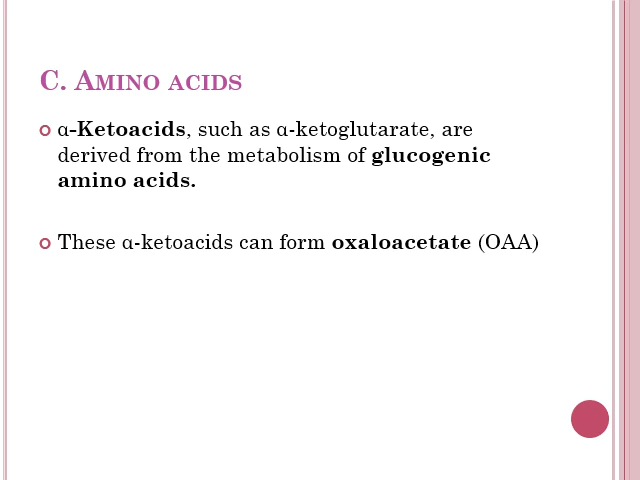 C. AMINO ACIDS
α-Ketoacids, such as α-ketoglutarate, are
derived from the metabolism of glucogenic
amino acids.
These α-ketoacids can form oxaloacetate (OAA)